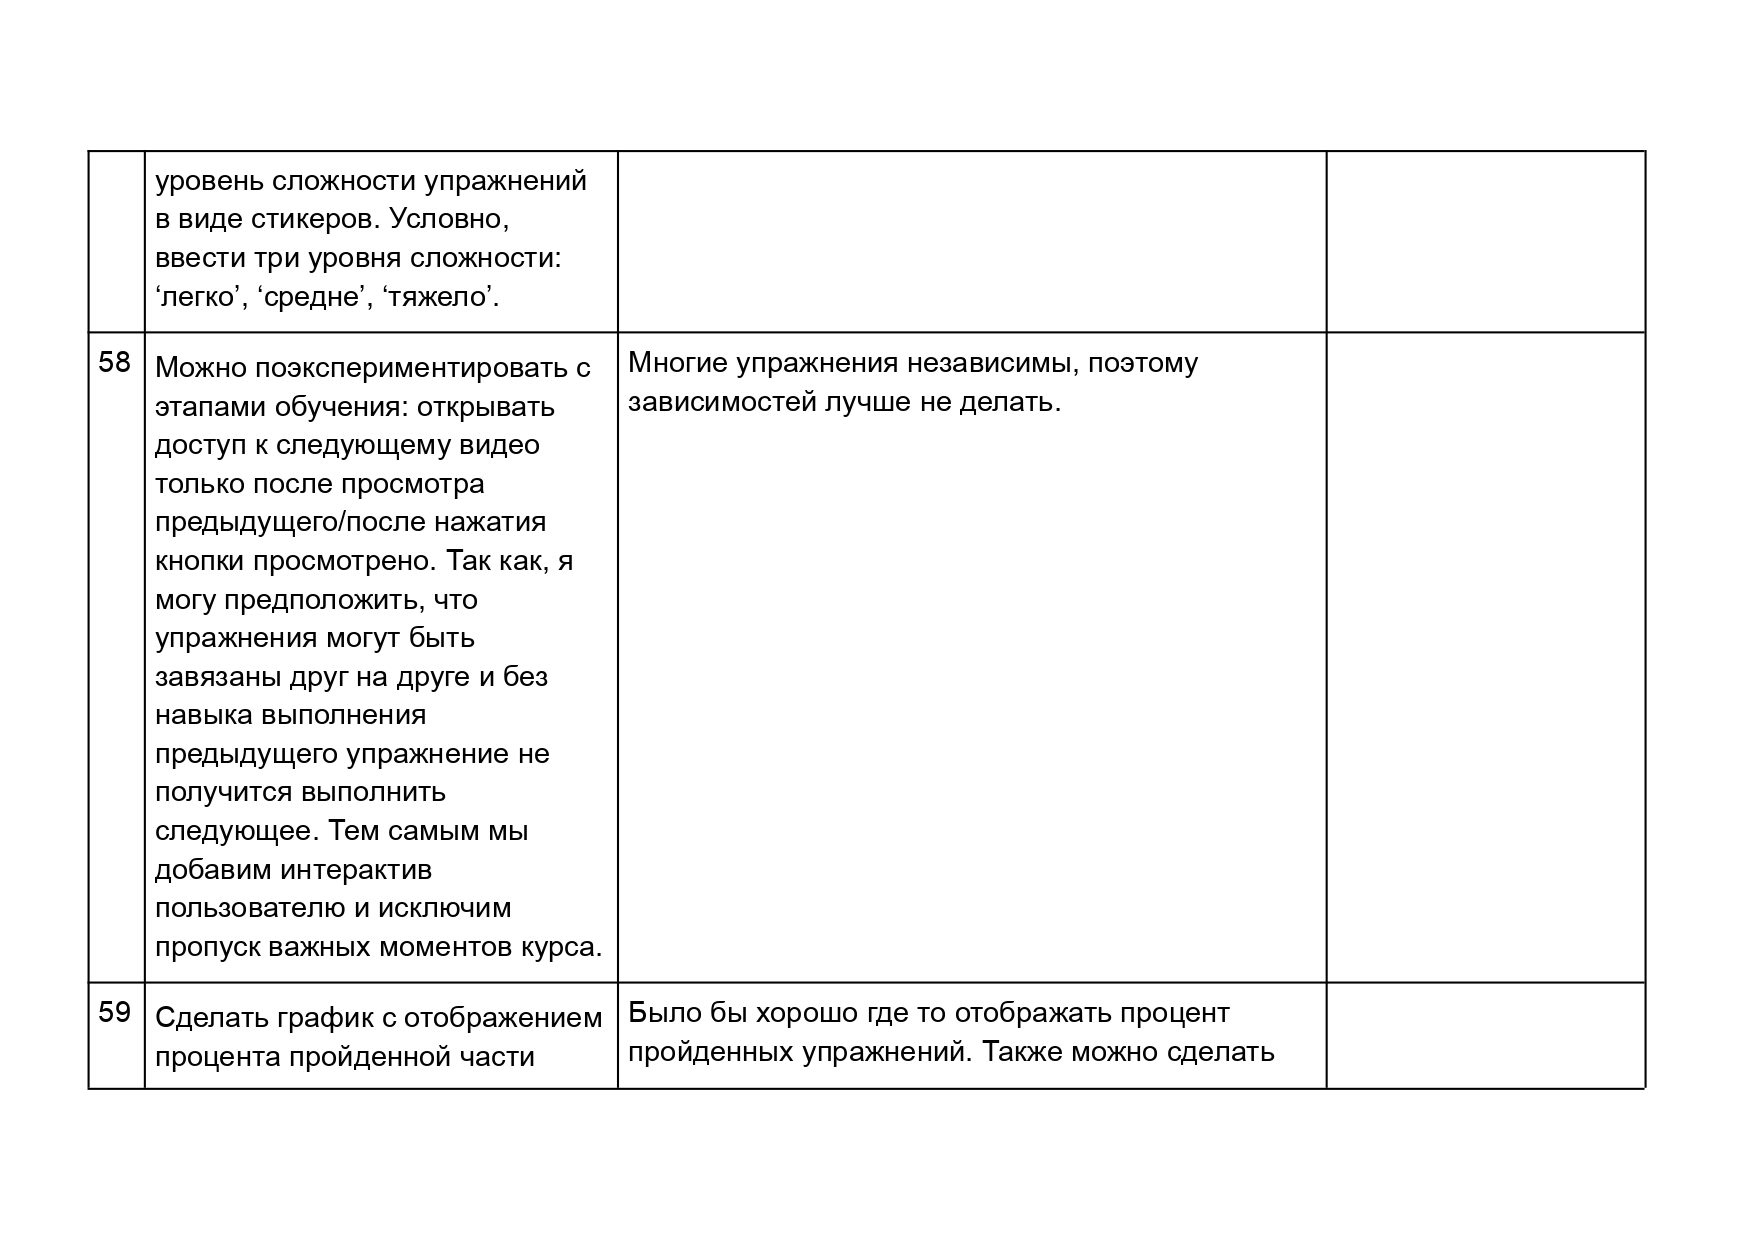 уровень сложности упражнений
в виде стикеров. Условно,
ввести три уровня сложности:
‘легко’, ‘средне’, ‘тяжело’.
58
Можно поэкспериментировать с
этапами обучения: открывать
доступ к следующему видео
только после просмотра
предыдущего/после нажатия
кнопки просмотрено. Так как, я
могу предположить, что
упражнения могут быть
завязаны друг на друге и без
навыка выполнения
предыдущего упражнение не
получится выполнить
следующее. Тем самым мы
добавим интерактив
пользователю и исключим
пропуск важных моментов курса.
Многие упражнения независимы, поэтому
зависимостей лучше не делать.
59
Сделать график с отображением
процента пройденной части
Было бы хорошо где то отображать процент
пройденных упражнений. Также можно сделать